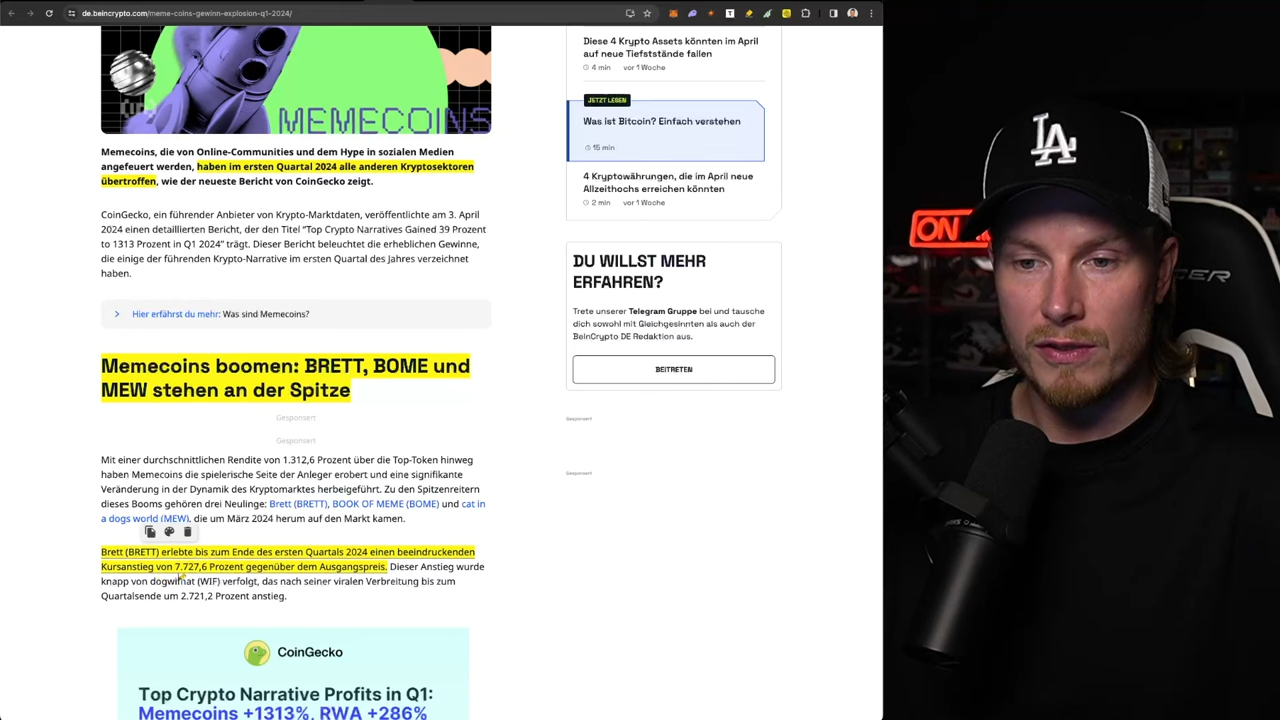 de.beincrypto.com/meme-coins-gewinn-explosion-q1-2024/
MEMECOINS
Memecoins, die von Online-Communities und dem Hype in sozialen Medien
angefeuert werden, haben im ersten Quartal 2024 alle anderen Kryptosektoren
übertroffen, wie der neueste Bericht von CoinGecko zeigt.
CoinGecko, ein führender Anbieter von Krypto-Marktdaten, veröffentlichte am 3. April
2024 einen detaillierten Bericht, der den Titel “Top Crypto Narratives Gained 39 Prozent
to 1313 Prozent in Q1 2024” trägt. Dieser Bericht beleuchtet die erheblichen Gewinne,
die einige der führenden Krypto-Narrative im ersten Quartal des Jahres verzeichnet
haben.
Hier erfährst du mehr: Was sind Memecoins?
Memecoins boomen: BRETT, BOME und
MEW stehen an der Spitze
Gesponsert
Gesponsert
Mit einer durchschnittlichen Rendite von 1.312,6 Prozent über die Top-Token hinweg
haben Memecoins die spielerische Seite der Anleger erobert und eine signifikante
Veränderung in der Dynamik des Kryptomarktes herbeigeführt. Zu den Spitzenreitern
dieses Booms gehören drei Neulinge: Brett (BRETT), BOOK OF MEME (BOME) und cat in
a dogs world (MEW), die um März 2024 herum auf den Markt kamen.
Brett (BRETT) erlebte bis zum Ende des ersten Quartals 2024 einen beeindruckenden
Kursanstieg von 7.727,6 Prozent gegenüber dem Ausgangspreis. Dieser Anstieg wurde
knapp von dogwifhat (WIF) verfolgt, das nach seiner viralen Verbreitung bis zum
Quartalsende um 2.721,2 Prozent anstieg.
CoinGecko
Top Crypto Narrative Profits in Q1:
Memecoins +1313%, RWA +286%
Diese 4 Krypto Assets könnten im April
auf neue Tiefststände fallen
4 min vor 1 Woche
JETZT LESEN
Was ist Bitcoin? Einfach verstehen
15 min
4 Kryptowährungen, die im April neue
Allzeithochs erreichen könnten
2 min vor 1 Woche
DU WILLST MEHR
ERFAHREN?
Trete unserer Telegram Gruppe bei und tausche
dich sowohl mit Gleichgesinnten als auch der
BeInCrypto DE Redaktion aus.
BEITRETEN
Gesponsert
Gesponsert
LA
ON